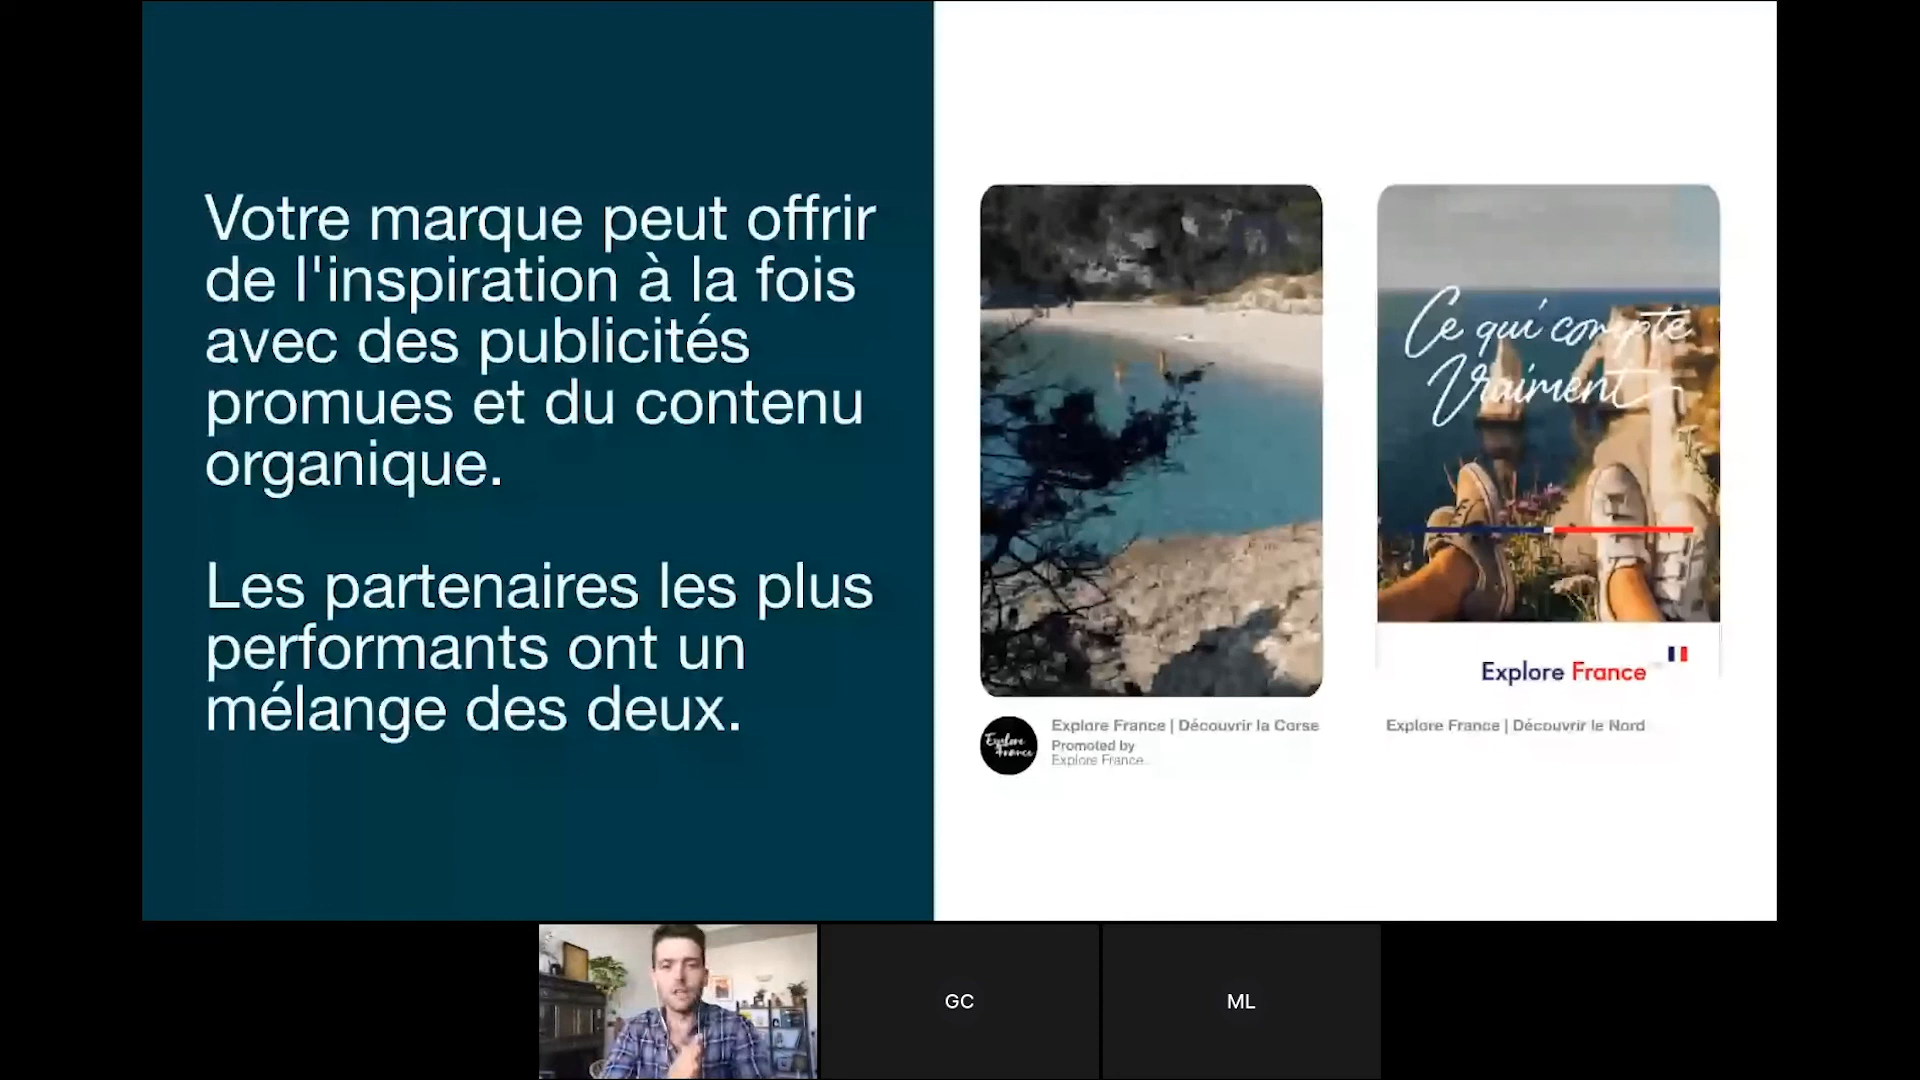 Votre marque peut offrir
de l'inspiration à la fois
avec des publicités
promues et du contenu
organique.
Les partenaires les plus
performants ont un
mélange des deux.
Ce qui compte
Vraiment
Explore France
Explore
France
Explore France | Découvrir la Corse
Promoted by
Explore France
Explore France | Découvrir le Nord
GC
ML